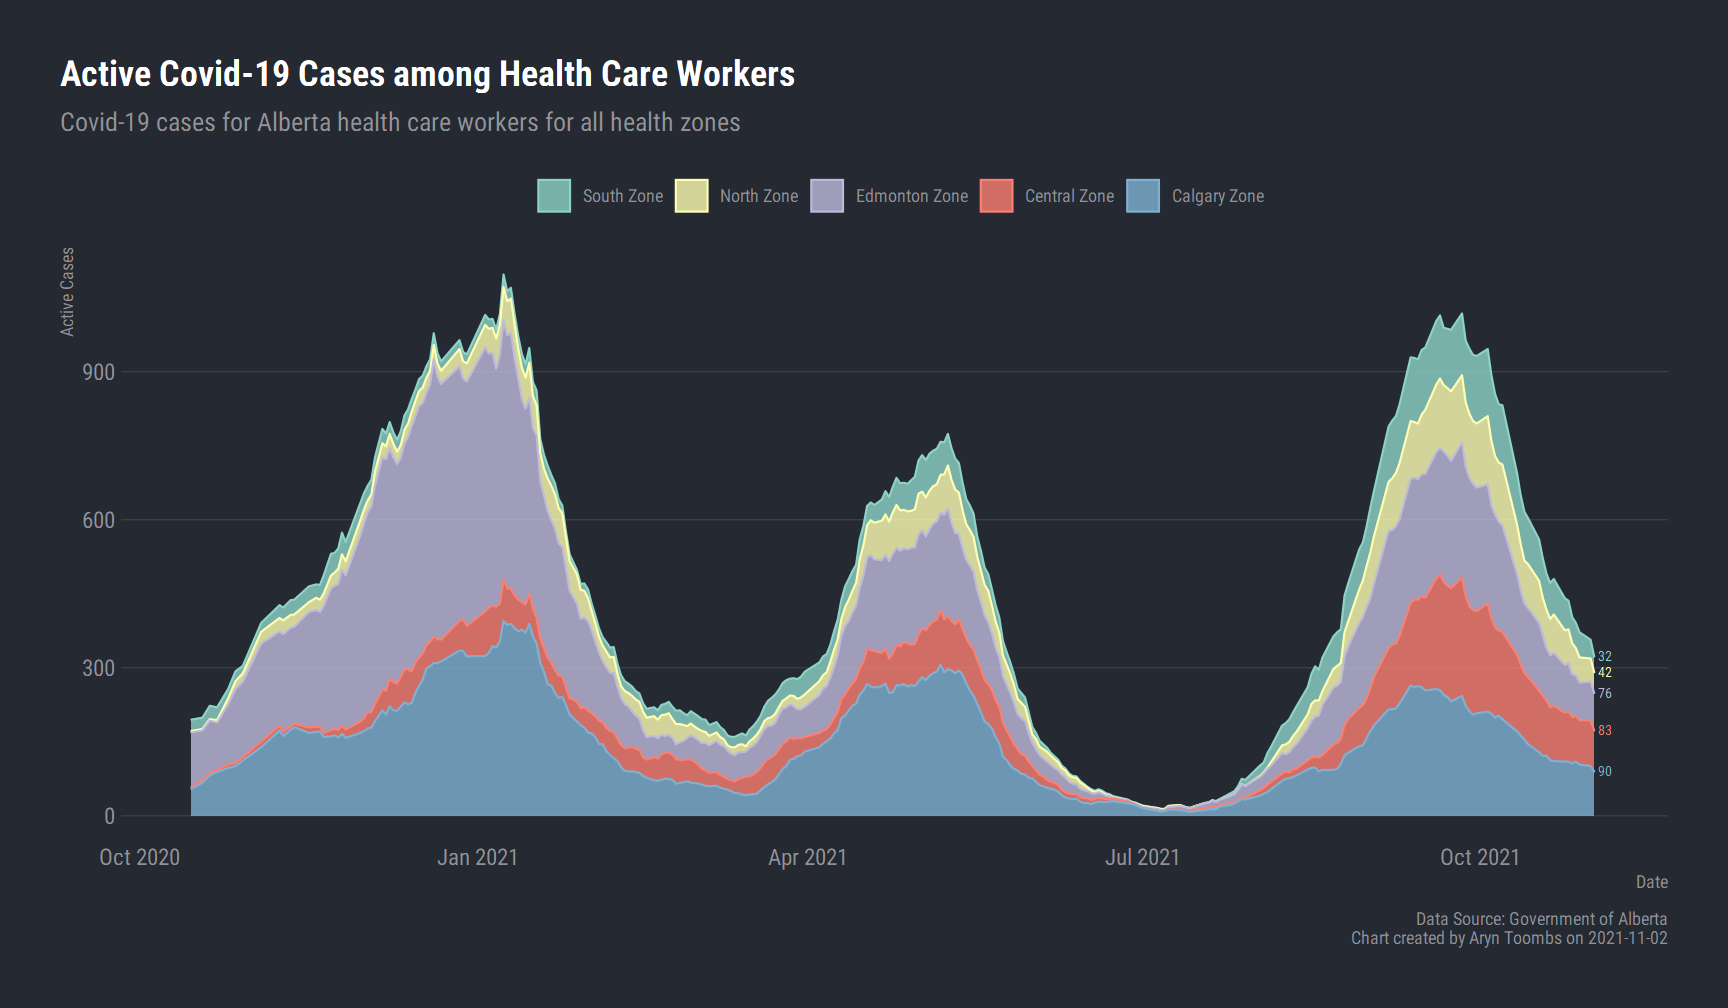 Active Covid-19 Cases among Health Care Workers
Covid-19 cases for Alberta health care workers for all health zones
South Zone North Zone Edmonton Zone Central Zone Calgary Zone
Active Cases
900
600
300
0
32
42
76
83
90
Oct 2020 Jan 2021 Apr 2021 Jul 2021 Oct 2021
Date
Data Source: Government of Alberta
Chart created by Aryn Toombs on 2021-11-02